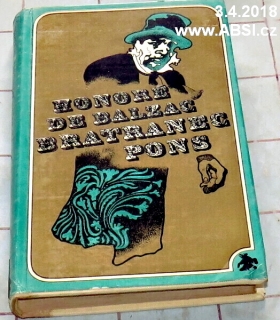 3.4.2018
www.ABSI.cz
HONORÉ
DE BALZAC
BRATRANEC
PONS